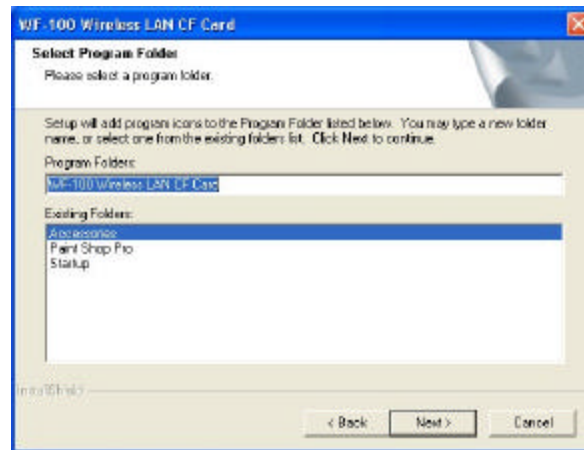 WF-100 Wireless LAN CF Card
Select Program Folder
Please select a program folder.
Setup will add program icons to the Program Folder listed below. You may type a new folder
name, or select one from the existing folders list. Click Next to continue.
Program Folders:
WF-100 Wireless LAN CF Card
Existing Folders:
Accessories
Paint Shop Pro
Startup
InstallShield
< Back
Next >
Cancel